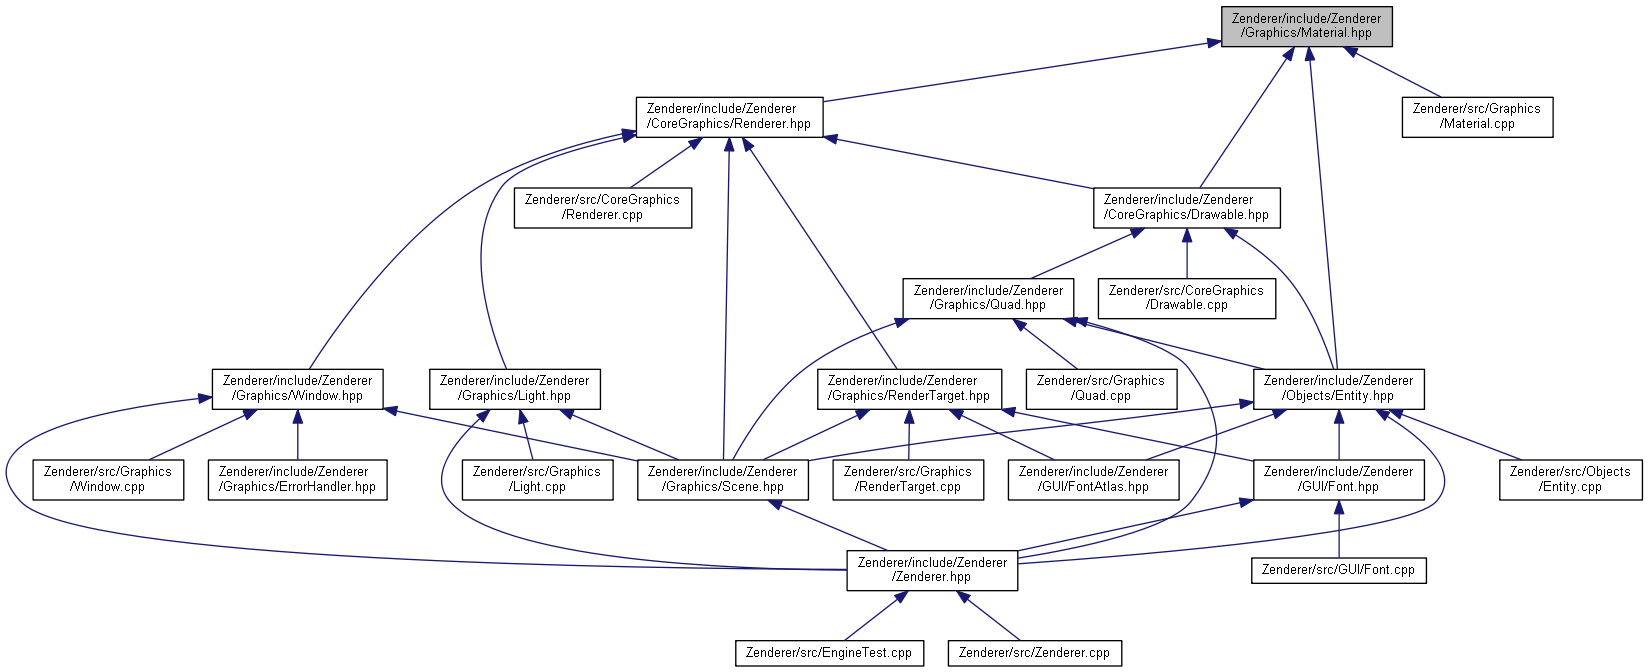 Zenderer/include/Zenderer
/Graphics/Material.hpp
Zenderer/include/Zenderer
/CoreGraphics/Renderer.hpp
Zenderer/src/Graphics
/Material.cpp
Zenderer/src/CoreGraphics
/Renderer.cpp
Zenderer/include/Zenderer
/CoreGraphics/Drawable.hpp
Zenderer/include/Zenderer
/Graphics/Quad.hpp
Zenderer/src/CoreGraphics
/Drawable.cpp
Zenderer/include/Zenderer
/Graphics/Window.hpp
Zenderer/include/Zenderer
/Graphics/Light.hpp
Zenderer/include/Zenderer
/Graphics/RenderTarget.hpp
Zenderer/src/Graphics
/Quad.cpp
Zenderer/include/Zenderer
/Objects/Entity.hpp
Zenderer/src/Graphics
/Window.cpp
Zenderer/include/Zenderer
/Graphics/ErrorHandler.hpp
Zenderer/src/Graphics
/Light.cpp
Zenderer/include/Zenderer
/Graphics/Scene.hpp
Zenderer/src/Graphics
/RenderTarget.cpp
Zenderer/include/Zenderer
/GUI/FontAtlas.hpp
Zenderer/include/Zenderer
/GUI/Font.hpp
Zenderer/src/Objects
/Entity.cpp
Zenderer/include/Zenderer
/Zenderer.hpp
Zenderer/src/GUI/Font.cpp
Zenderer/src/EngineTest.cpp
Zenderer/src/Zenderer.cpp